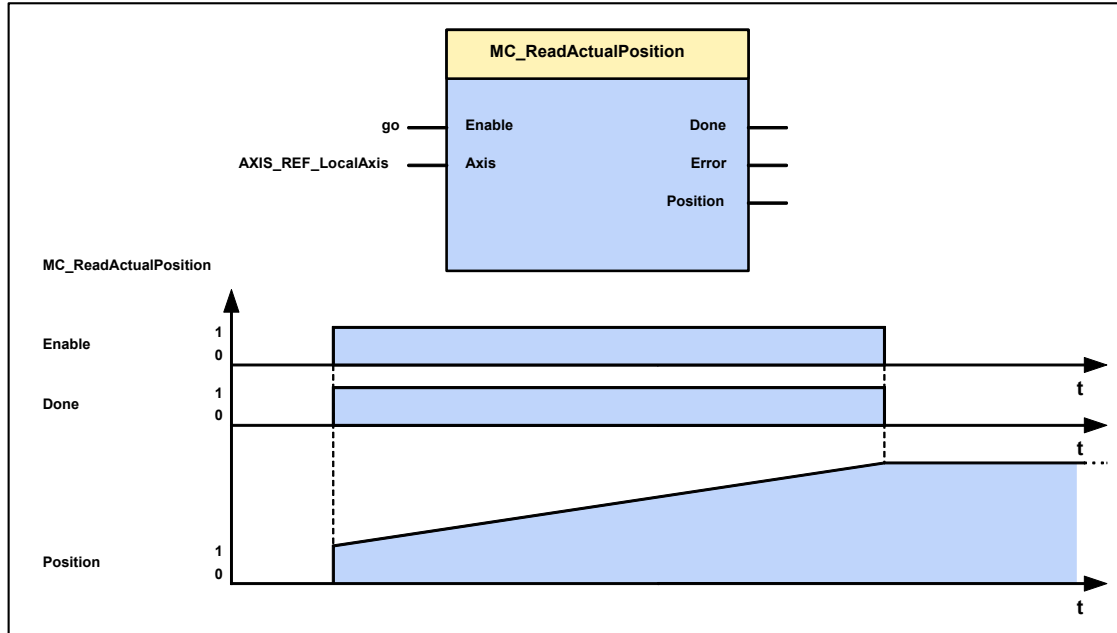 MC_ReadActualPosition
go Enable Done
AXIS_REF_LocalAxis Axis Error
Position
MC_ReadActualPosition
Enable 1
0
t
Done 1
0
t
Position 1
0
t